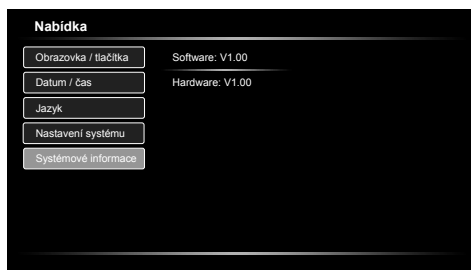 Nabídka
Obrazovka / tlačítka
Software: V1.00
Datum / čas
Hardware: V1.00
Jazyk
Nastavení systému
Systémové informace